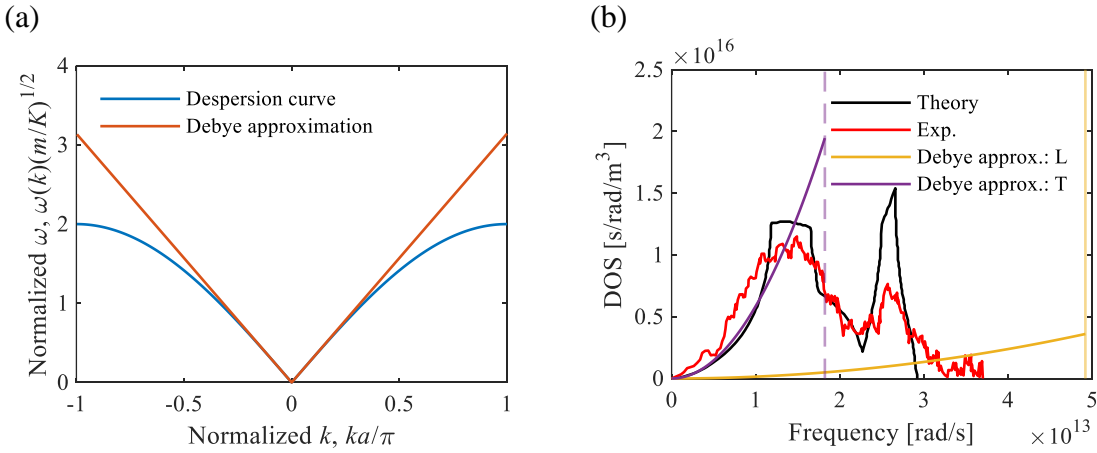 (a)
4
3
2
1
0
-1
-0.5
0
0.5
1
Normalized ω, ω(k)(m/K)^1/2
Normalized k, ka/π
Despersion curve
Debye approximation
(b)
×10^16
2.5
2
1.5
1
0.5
0
0
1
2
3
4
5
×10^13
DOS [s/rad/m^3]
Frequency [rad/s]
Theory
Exp.
Debye approx.: L
Debye approx.: T